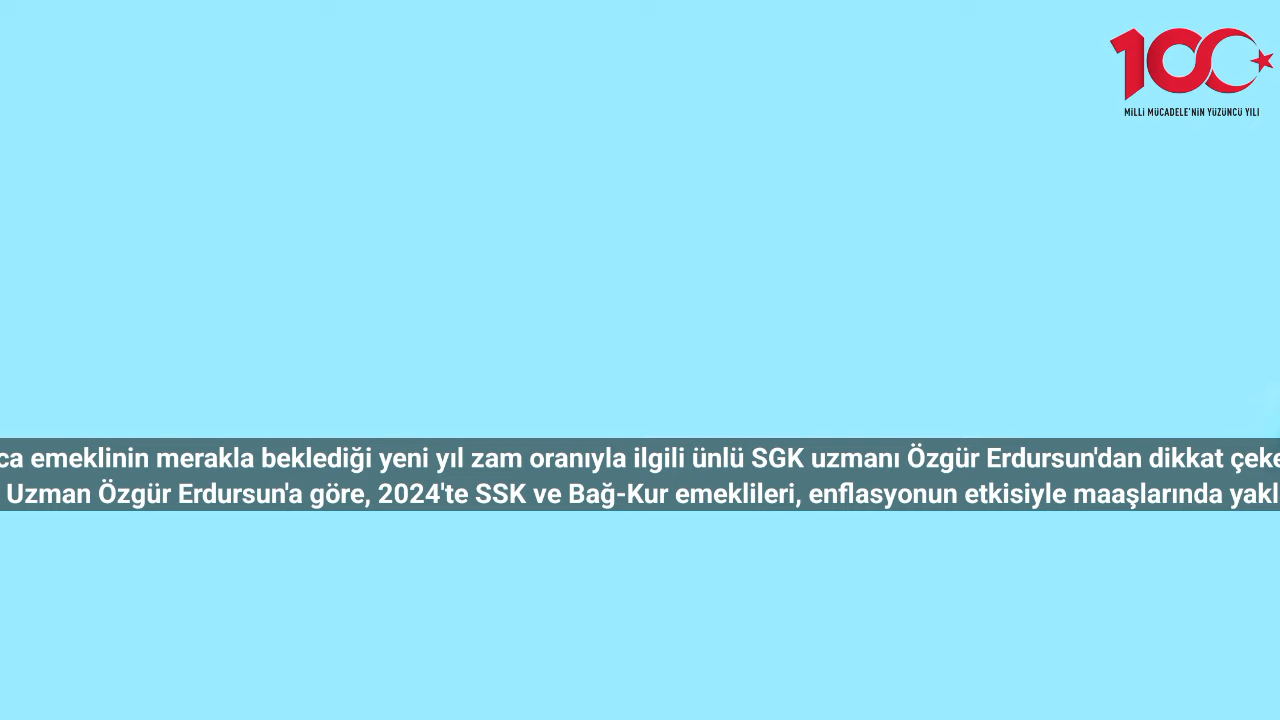 100
MİLLİ MÜCADELE'NİN YÜZÜNCÜ YILI
ca emeklinin merakla beklediği yeni yıl zam oranıyla ilgili ünlü SGK uzmanı Özgür Erdursun'dan dikkat çeke
Uzman Özgür Erdursun'a göre, 2024'te SSK ve Bağ-Kur emeklileri, enflasyonun etkisiyle maaşlarında yakl